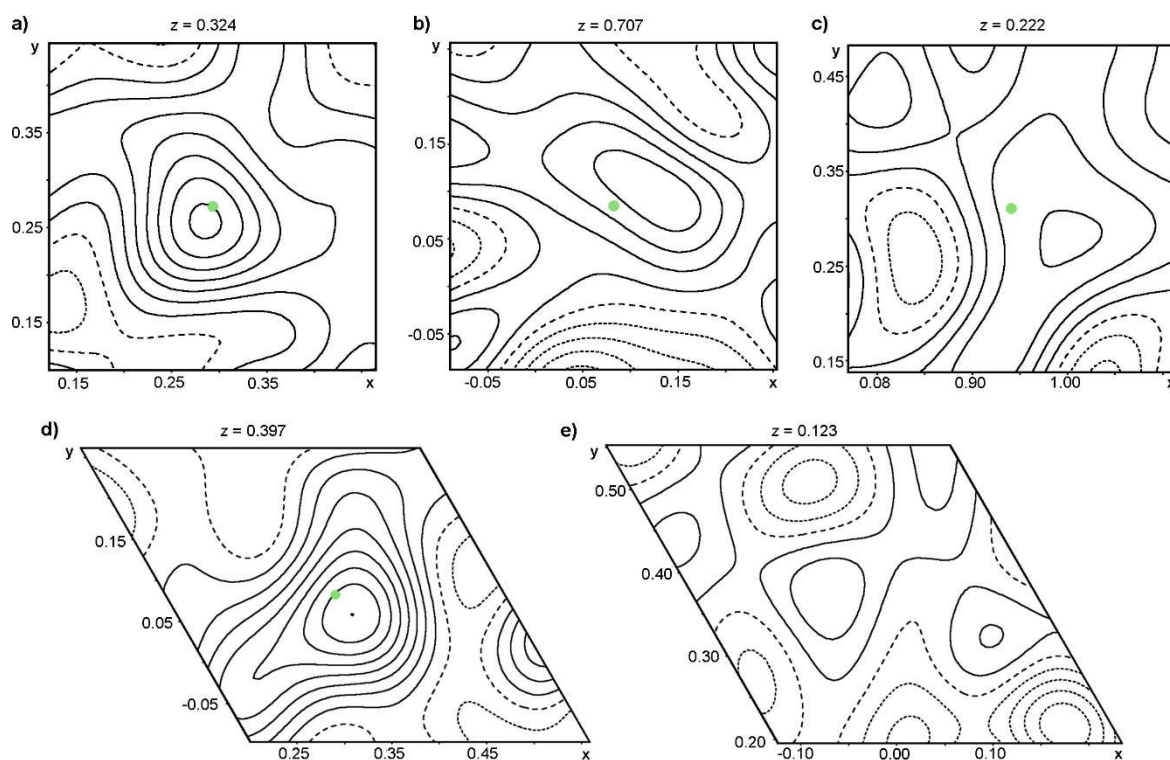 a) z = 0.324
y
0.35
0.25
0.15
0.15 0.25 0.35 x
b) z = 0.707
y
0.15
0.05
-0.05
-0.05 0.05 0.15 x
c) z = 0.222
y
0.45
0.35
0.25
0.15
0.08 0.90 1.00 x
d) z = 0.397
y
0.15
0.05
-0.05
0.25 0.35 0.45 x
e) z = 0.123
y
0.50
0.40
0.30
0.20
-0.10 0.00 0.10 x